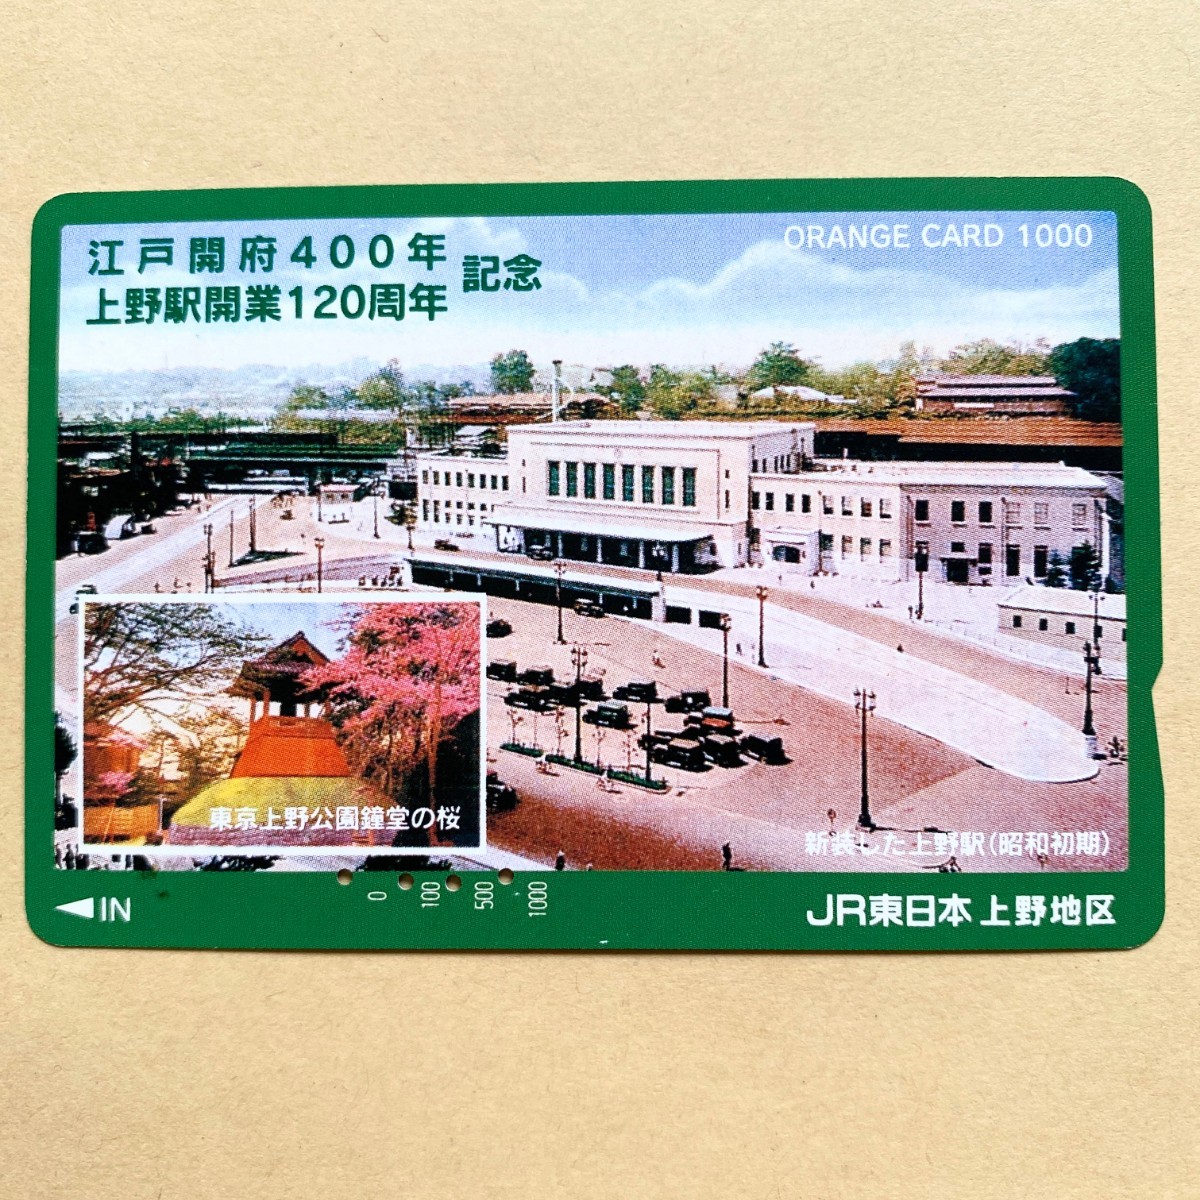 江戸開府400年
上野駅開業120周年
記念
ORANGE CARD 1000
東京上野公園鐘堂の桜
新装した上野駅(昭和初期)
◀IN
0
100
500
1000
JR東日本 上野地区